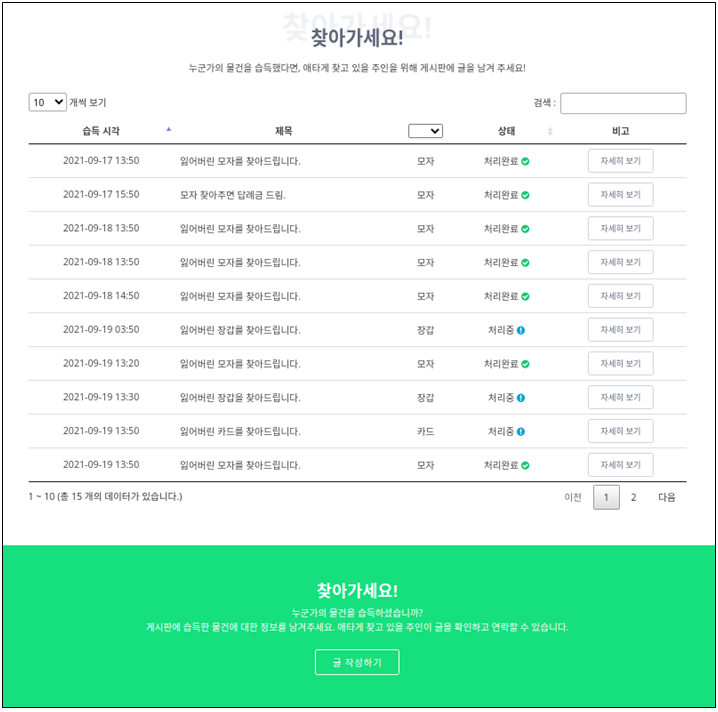 찾아가세요!
찾아가세요!
누군가의 물건을 습득했다면, 애타게 찾고 있을 주인을 위해 게시판에 글을 남겨 주세요!
10 개씩 보기 검색 :
습득 시각 제목 상태 비고
2021-09-17 13:50 잃어버린 모자를 찾아드립니다. 모자 처리완료 자세히 보기
2021-09-17 15:50 모자 찾아주면 답례금 드림. 모자 처리완료 자세히 보기
2021-09-18 13:50 잃어버린 모자를 찾아드립니다. 모자 처리완료 자세히 보기
2021-09-18 13:50 잃어버린 모자를 찾아드립니다. 모자 처리완료 자세히 보기
2021-09-18 14:50 잃어버린 모자를 찾아드립니다. 모자 처리완료 자세히 보기
2021-09-19 03:50 잃어버린 장갑를 찾아드립니다. 장갑 처리중 자세히 보기
2021-09-19 13:20 잃어버린 모자를 찾아드립니다. 모자 처리완료 자세히 보기
2021-09-19 13:30 잃어버린 장갑을 찾아드립니다. 장갑 처리중 자세히 보기
2021-09-19 13:50 잃어버린 카드를 찾아드립니다. 카드 처리중 자세히 보기
2021-09-19 13:50 잃어버린 모자를 찾아드립니다. 모자 처리완료 자세히 보기
1 ~ 10 (총 15 개의 데이터가 있습니다.) 이전 1 2 다음
찾아가세요!
누군가의 물건을 습득하셨습니까?
게시판에 습득한 물건에 대한 정보를 남겨주세요. 애타게 찾고 있을 주인이 글을 확인하고 연락할 수 있습니다.
글 작성하기